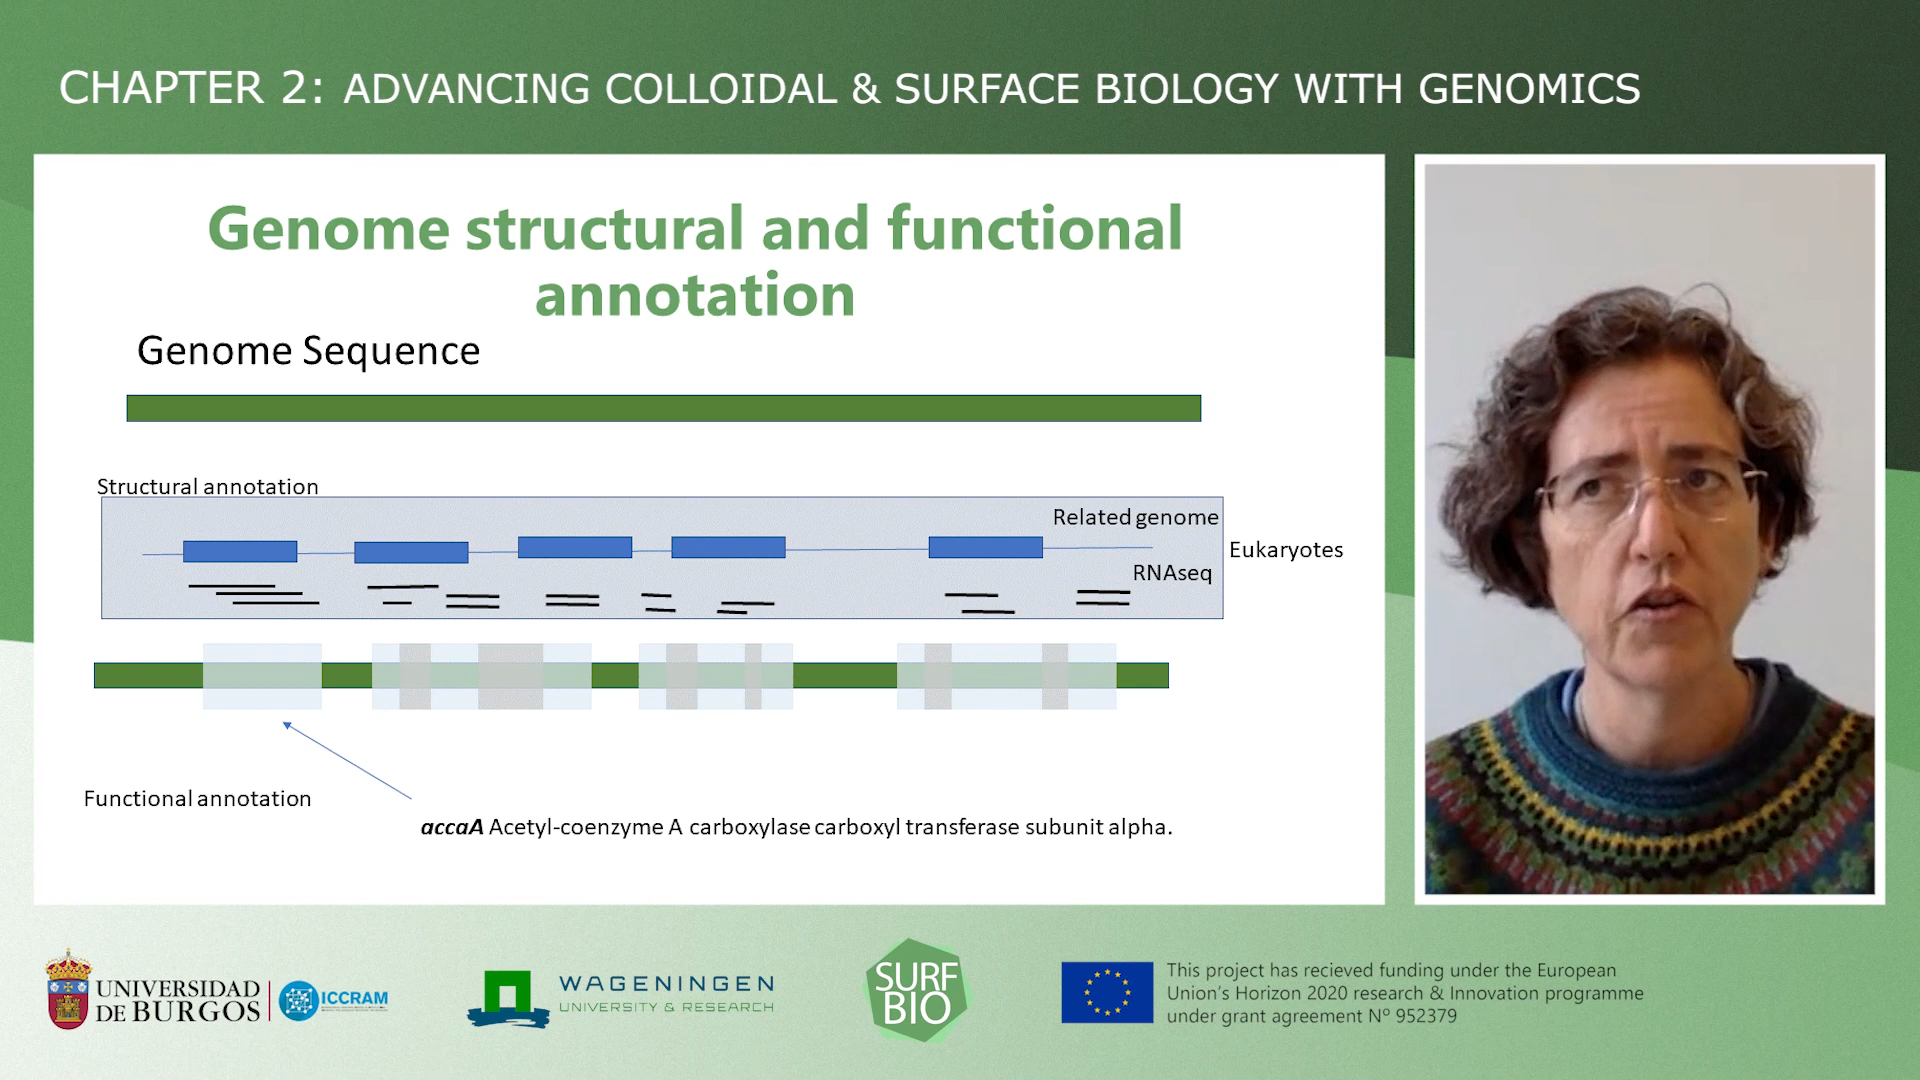 CHAPTER 2: ADVANCING COLLOIDAL & SURFACE BIOLOGY WITH GENOMICS
Genome structural and functional
annotation
Genome Sequence
Structural annotation
Related genome
Eukaryotes
RNAseq
Functional annotation
accaA Acetyl-coenzyme A carboxylase carboxyl transferase subunit alpha.
UNIVERSIDAD
DE BURGOS
ICCRAM
WAGENINGEN
UNIVERSITY & RESEARCH
SURF
BIO
This project has recieved funding under the European
Union's Horizon 2020 research & Innovation programme
under grant agreement Nº 952379